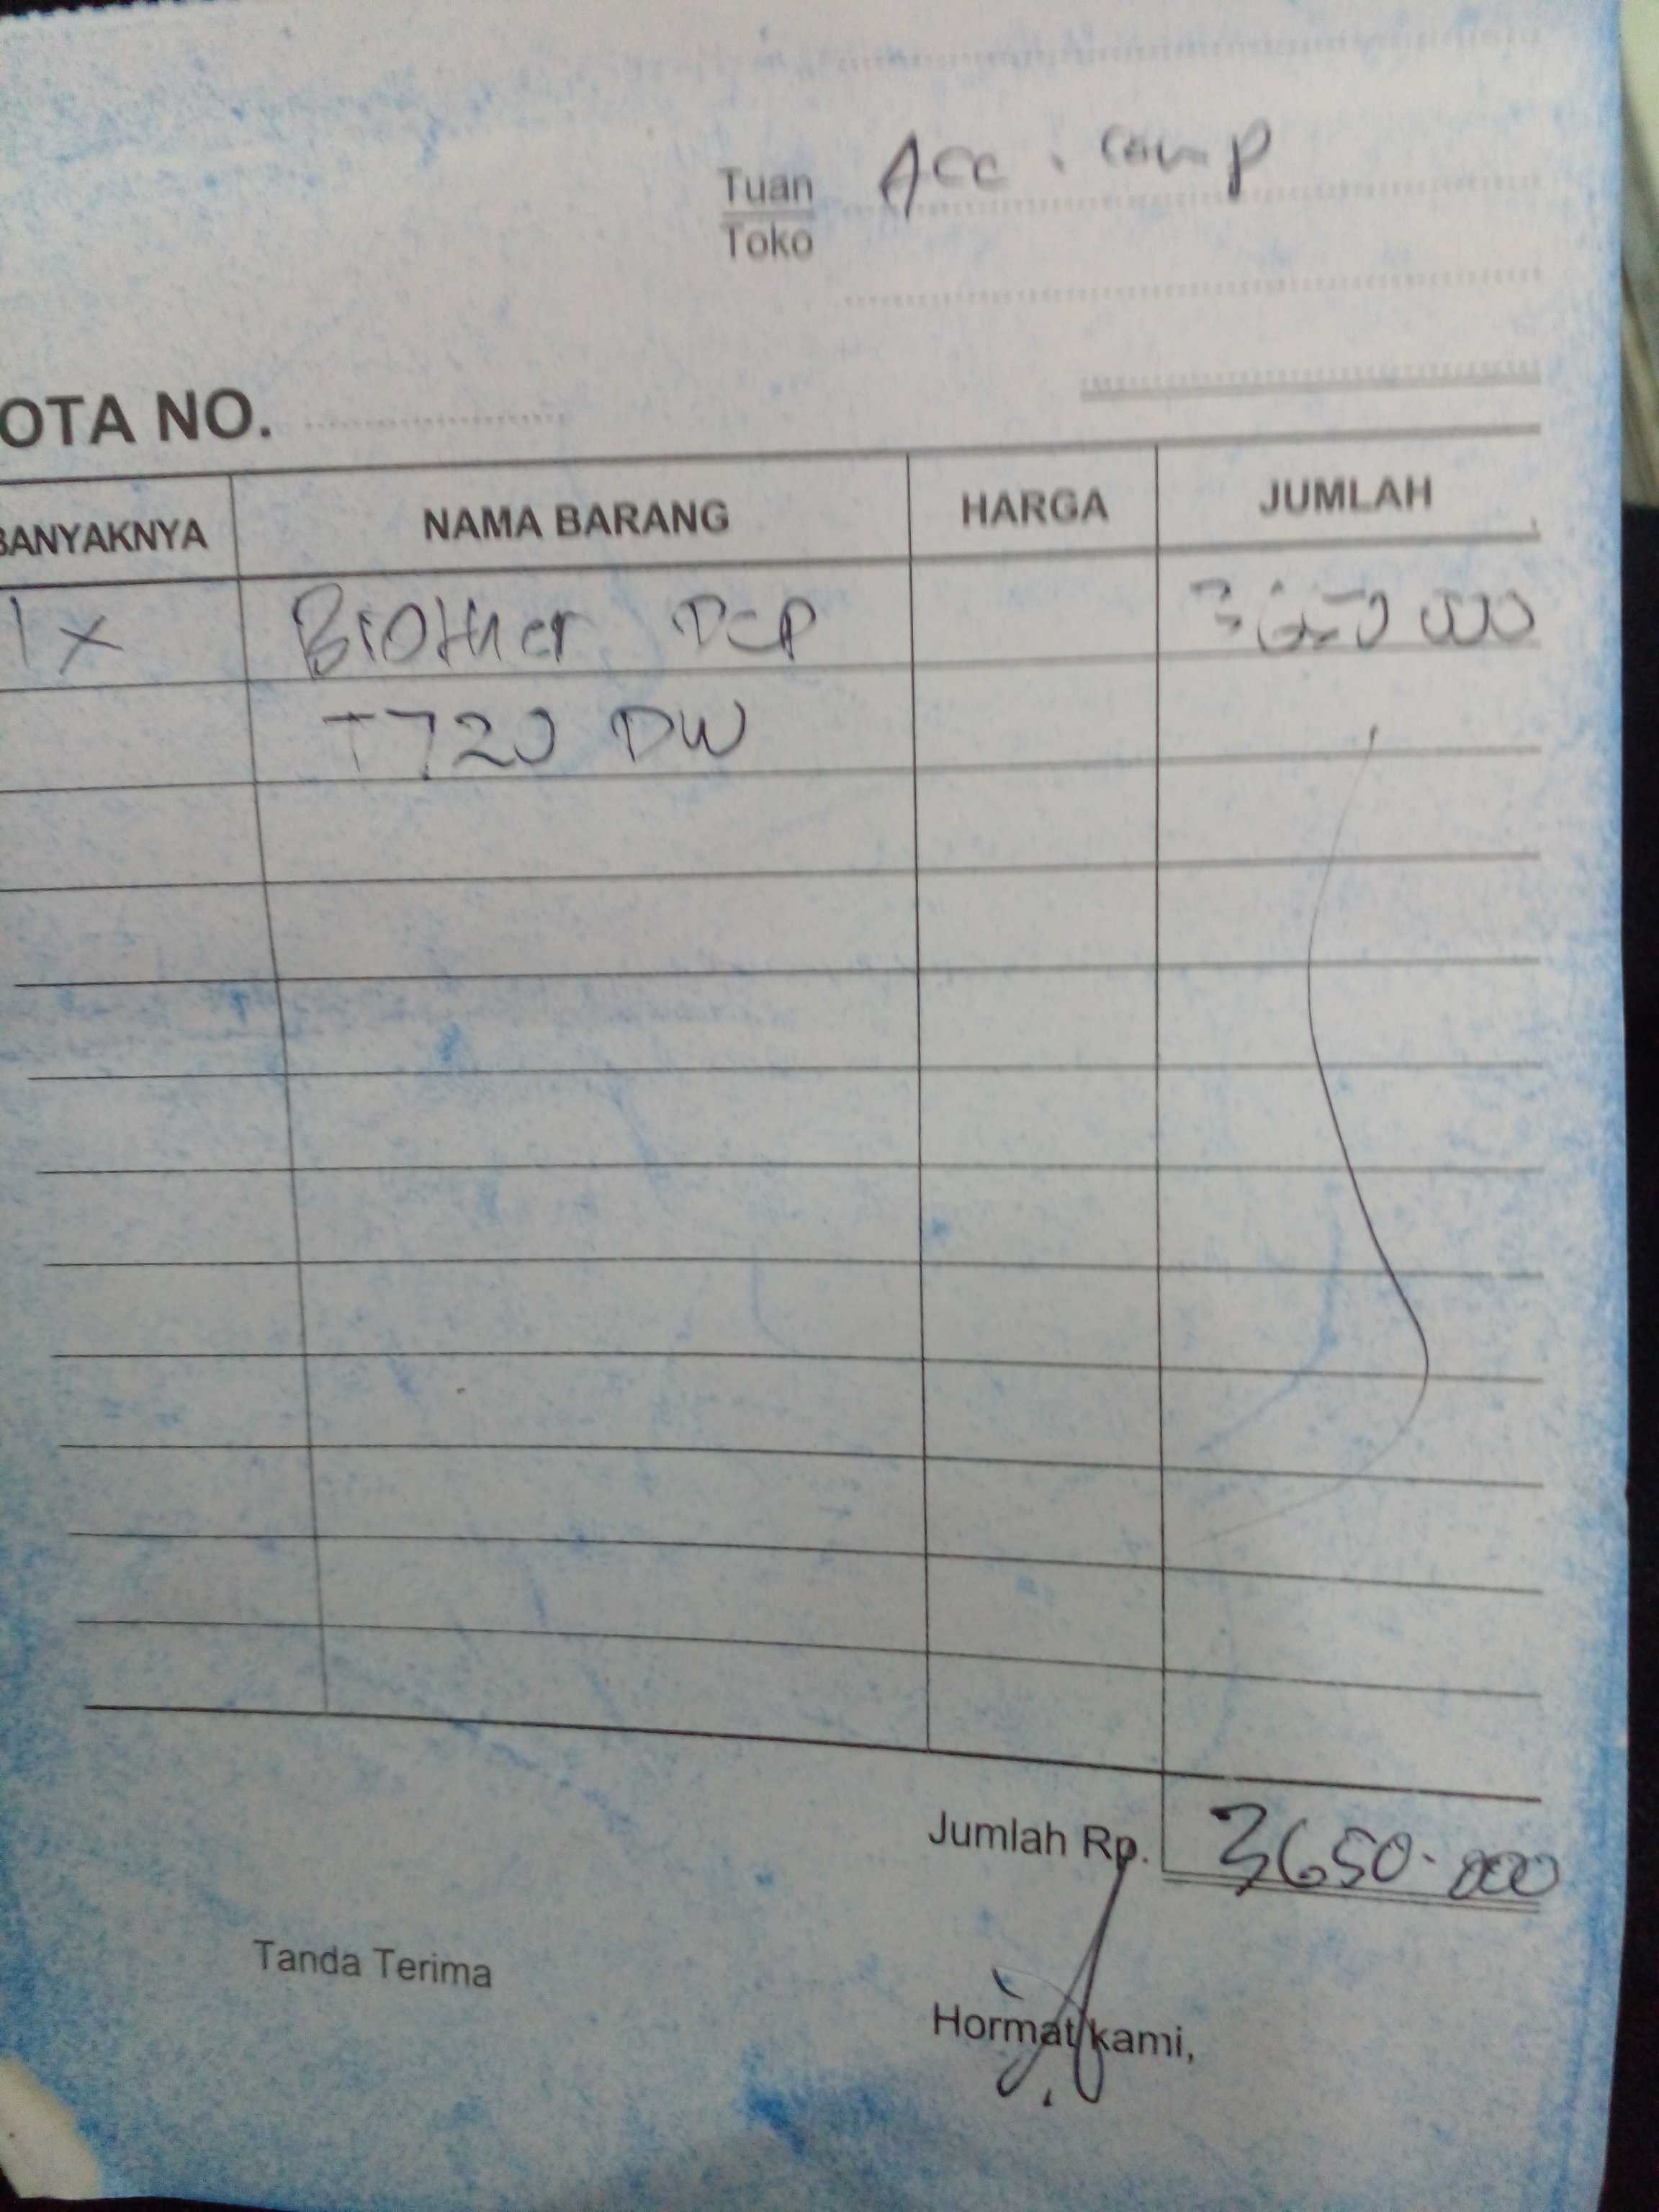 Tuan Acc. comp
Toko
OTA NO.
BANYAKNYA NAMA BARANG HARGA JUMLAH
1x Brother DCP 3650 000
T720 DW
Jumlah Rp. 3650.000
Tanda Terima
Hormat kami,